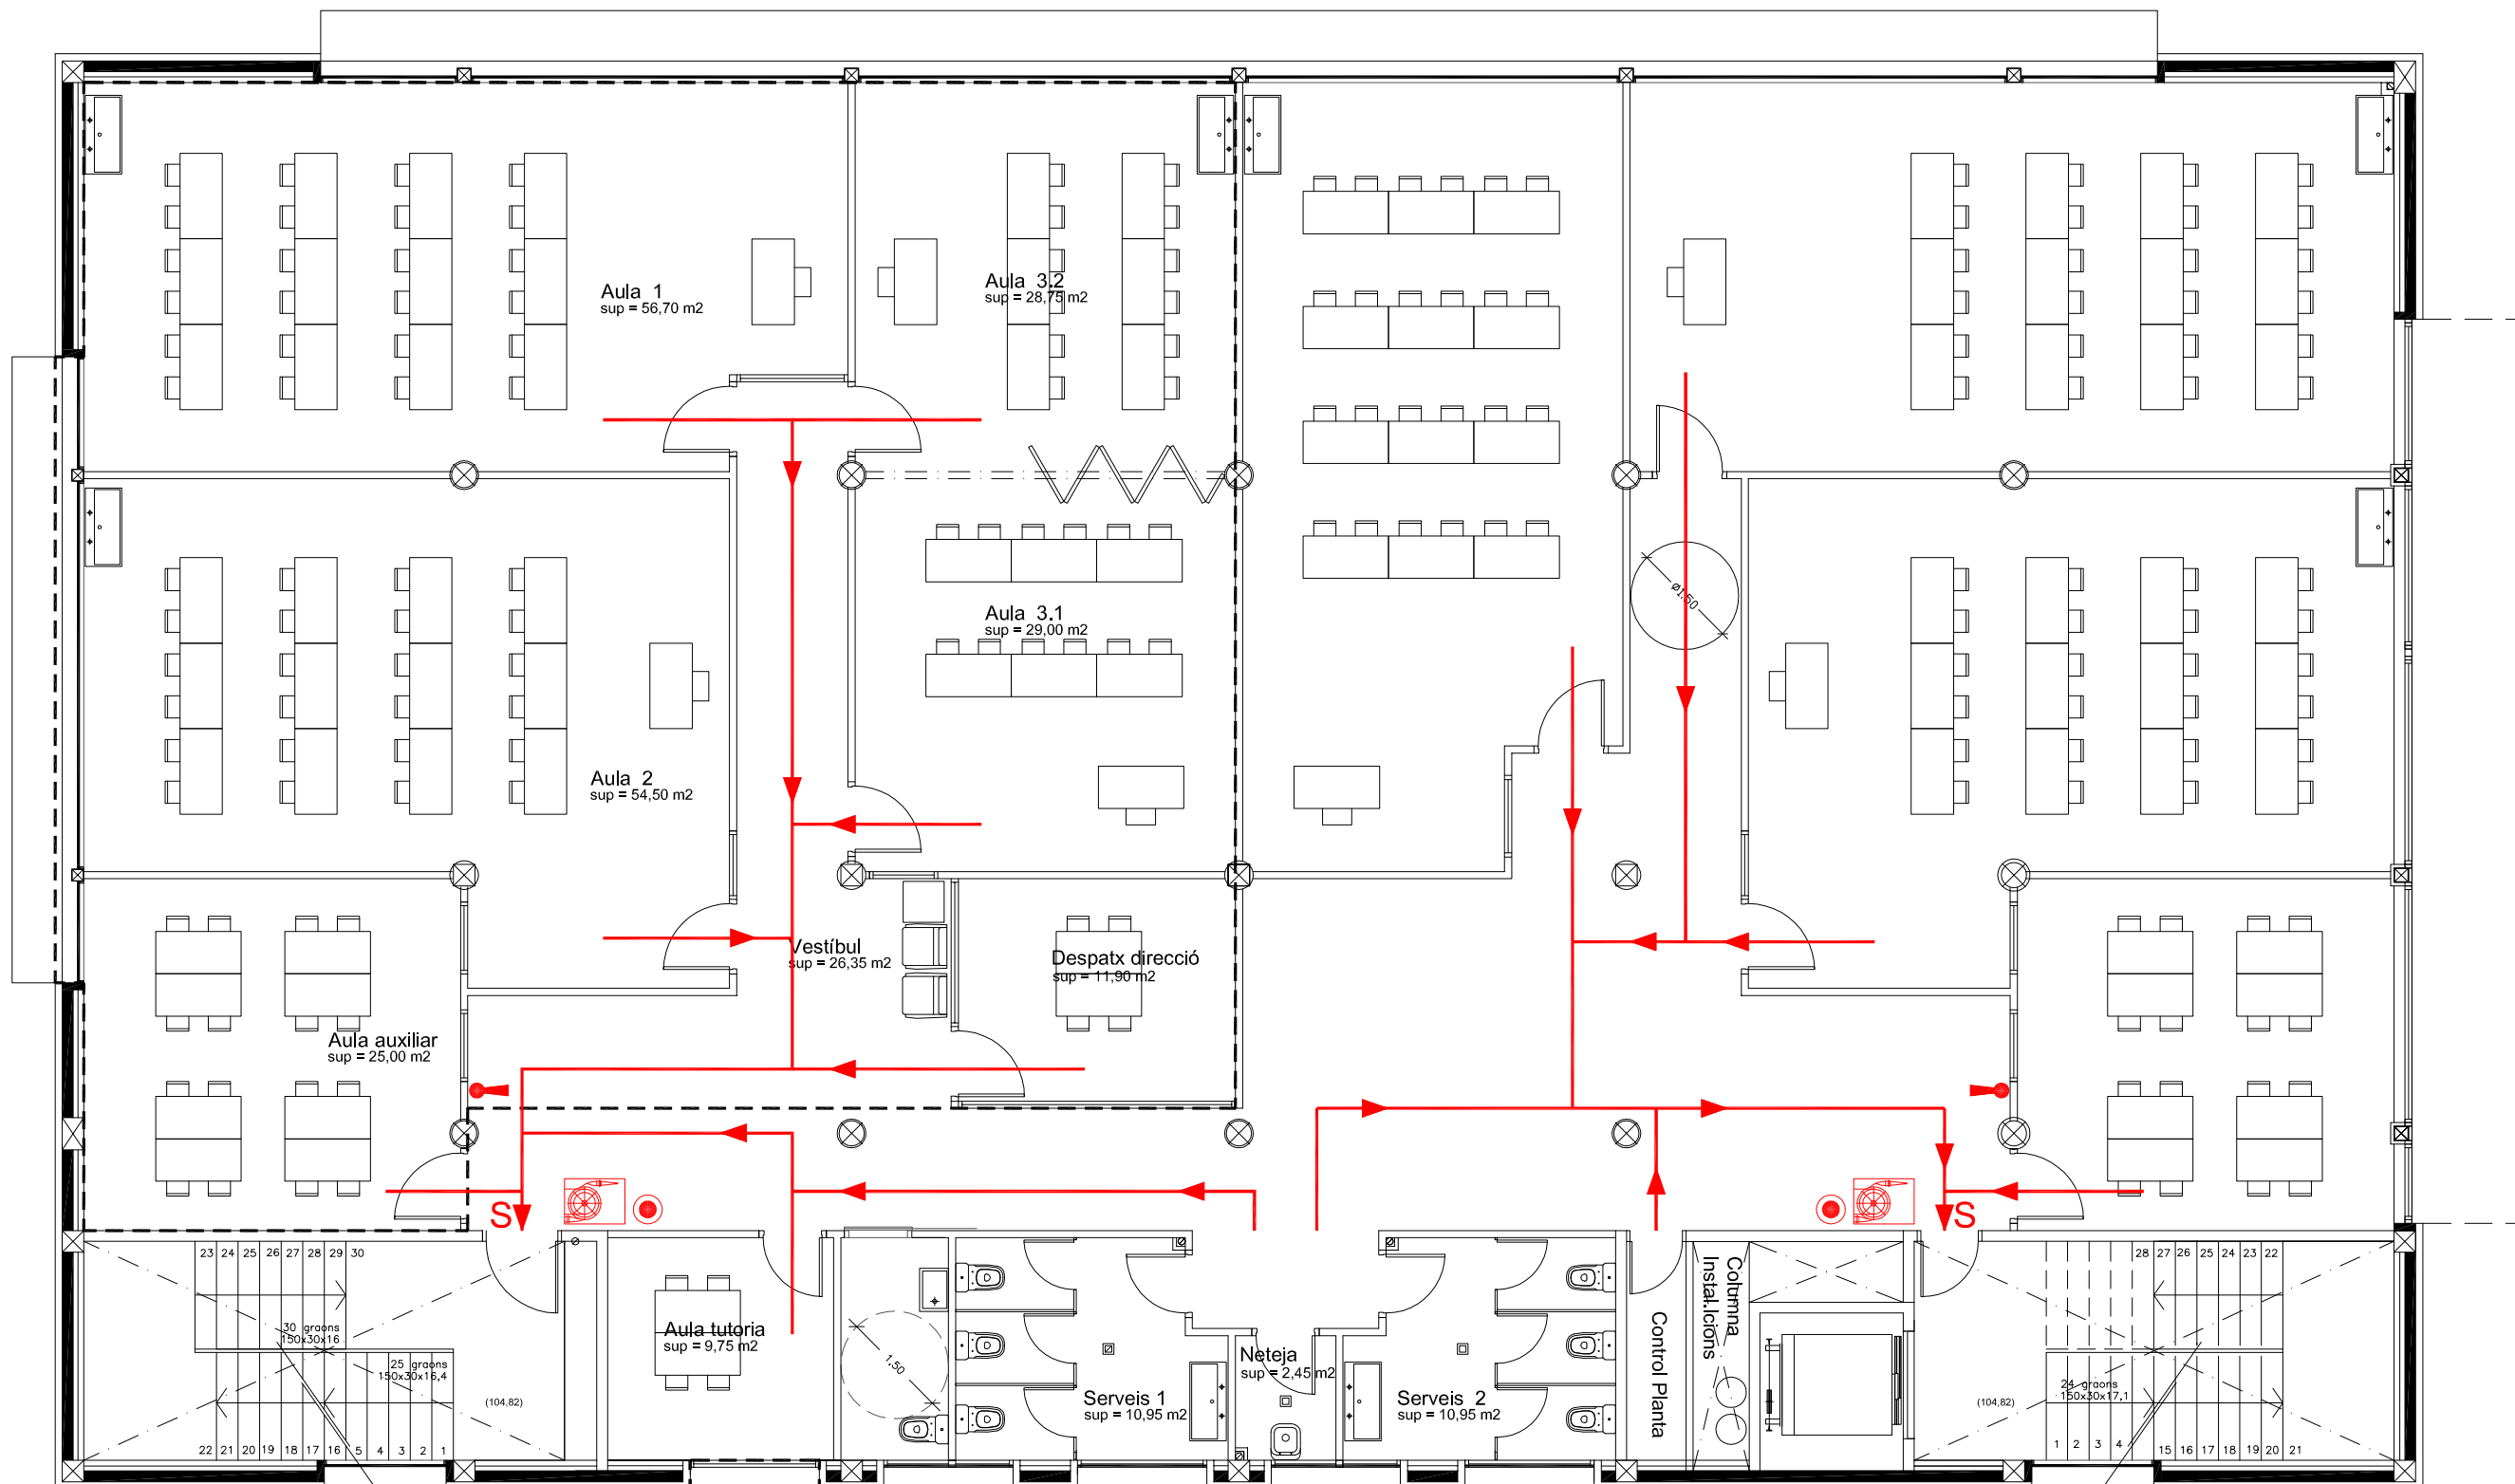 Aula 1
sup = 56,70 m2
Aula 3.2
sup = 28,75 m2
Aula 3.1
sup = 29,00 m2
ø1,50
Aula 2
sup = 54,50 m2
Vestíbul
sup = 26,35 m2
Despatx direcció
sup = 11,90 m2
Aula auxiliar
sup = 25,00 m2
S
S
23 24 25 26 27 28 29 30
30 graons
150x30x16
25 graons
150x30x16,4
(104,82)
22 21 20 19 18 17 16 5 4 3 2 1
Aula tutoria
sup = 9,75 m2
1,50
Serveis 1
sup = 10,95 m2
Neteja
sup = 2,45 m2
Serveis 2
sup = 10,95 m2
Control Planta
Columna
Instal.lcions
28 27 26 25 24 23 22
24 graons
150x30x17,1
(104,82)
1 2 3 4 15 16 17 18 19 20 21